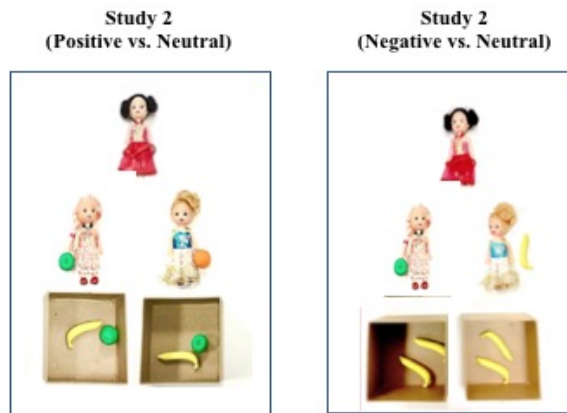 Study 2
(Positive vs. Neutral)
Study 2
(Negative vs. Neutral)